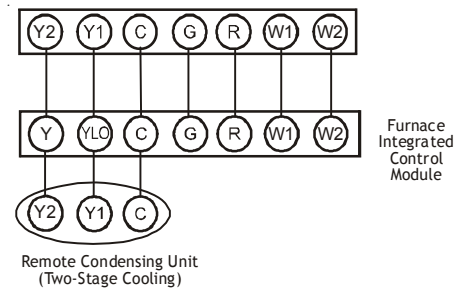 Y2 Y1 C G R W1 W2
Y YLO C G R W1 W2
Furnace
Integrated
Control
Module
Y2 Y1 C
Remote Condensing Unit
(Two-Stage Cooling)